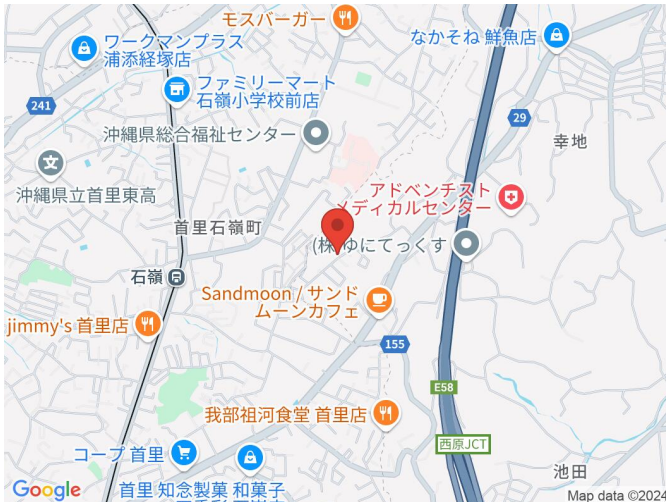 モスバーガー
なかそね 鮮魚店
ワークマンプラス
浦添経塚店
ファミリーマート
石嶺小学校前店
241
29
沖縄県総合福祉センター
幸地
沖縄県立首里東高
アドベンチスト
メディカルセンター
首里石嶺町
(株)ゆにてっくす
石嶺
Sandmoon / サンド
ムーンカフェ
jimmy's 首里店
155
E58
我部祖河食堂 首里店
西原JCT
コープ 首里
池田
首里 知念製菓 和菓子
Google
Map data ©2024